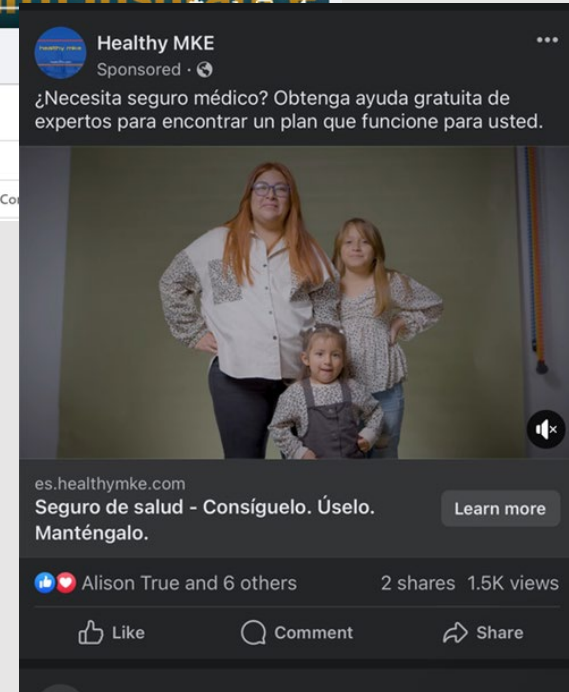 Healthy MKE
Sponsored ·
¿Necesita seguro médico? Obtenga ayuda gratuita de
expertos para encontrar un plan que funcione para usted.
es.healthymke.com
Seguro de salud - Consíguelo. Úselo.
Manténgalo.
Learn more
Alison True and 6 others
2 shares 1.5K views
Like
Comment
Share